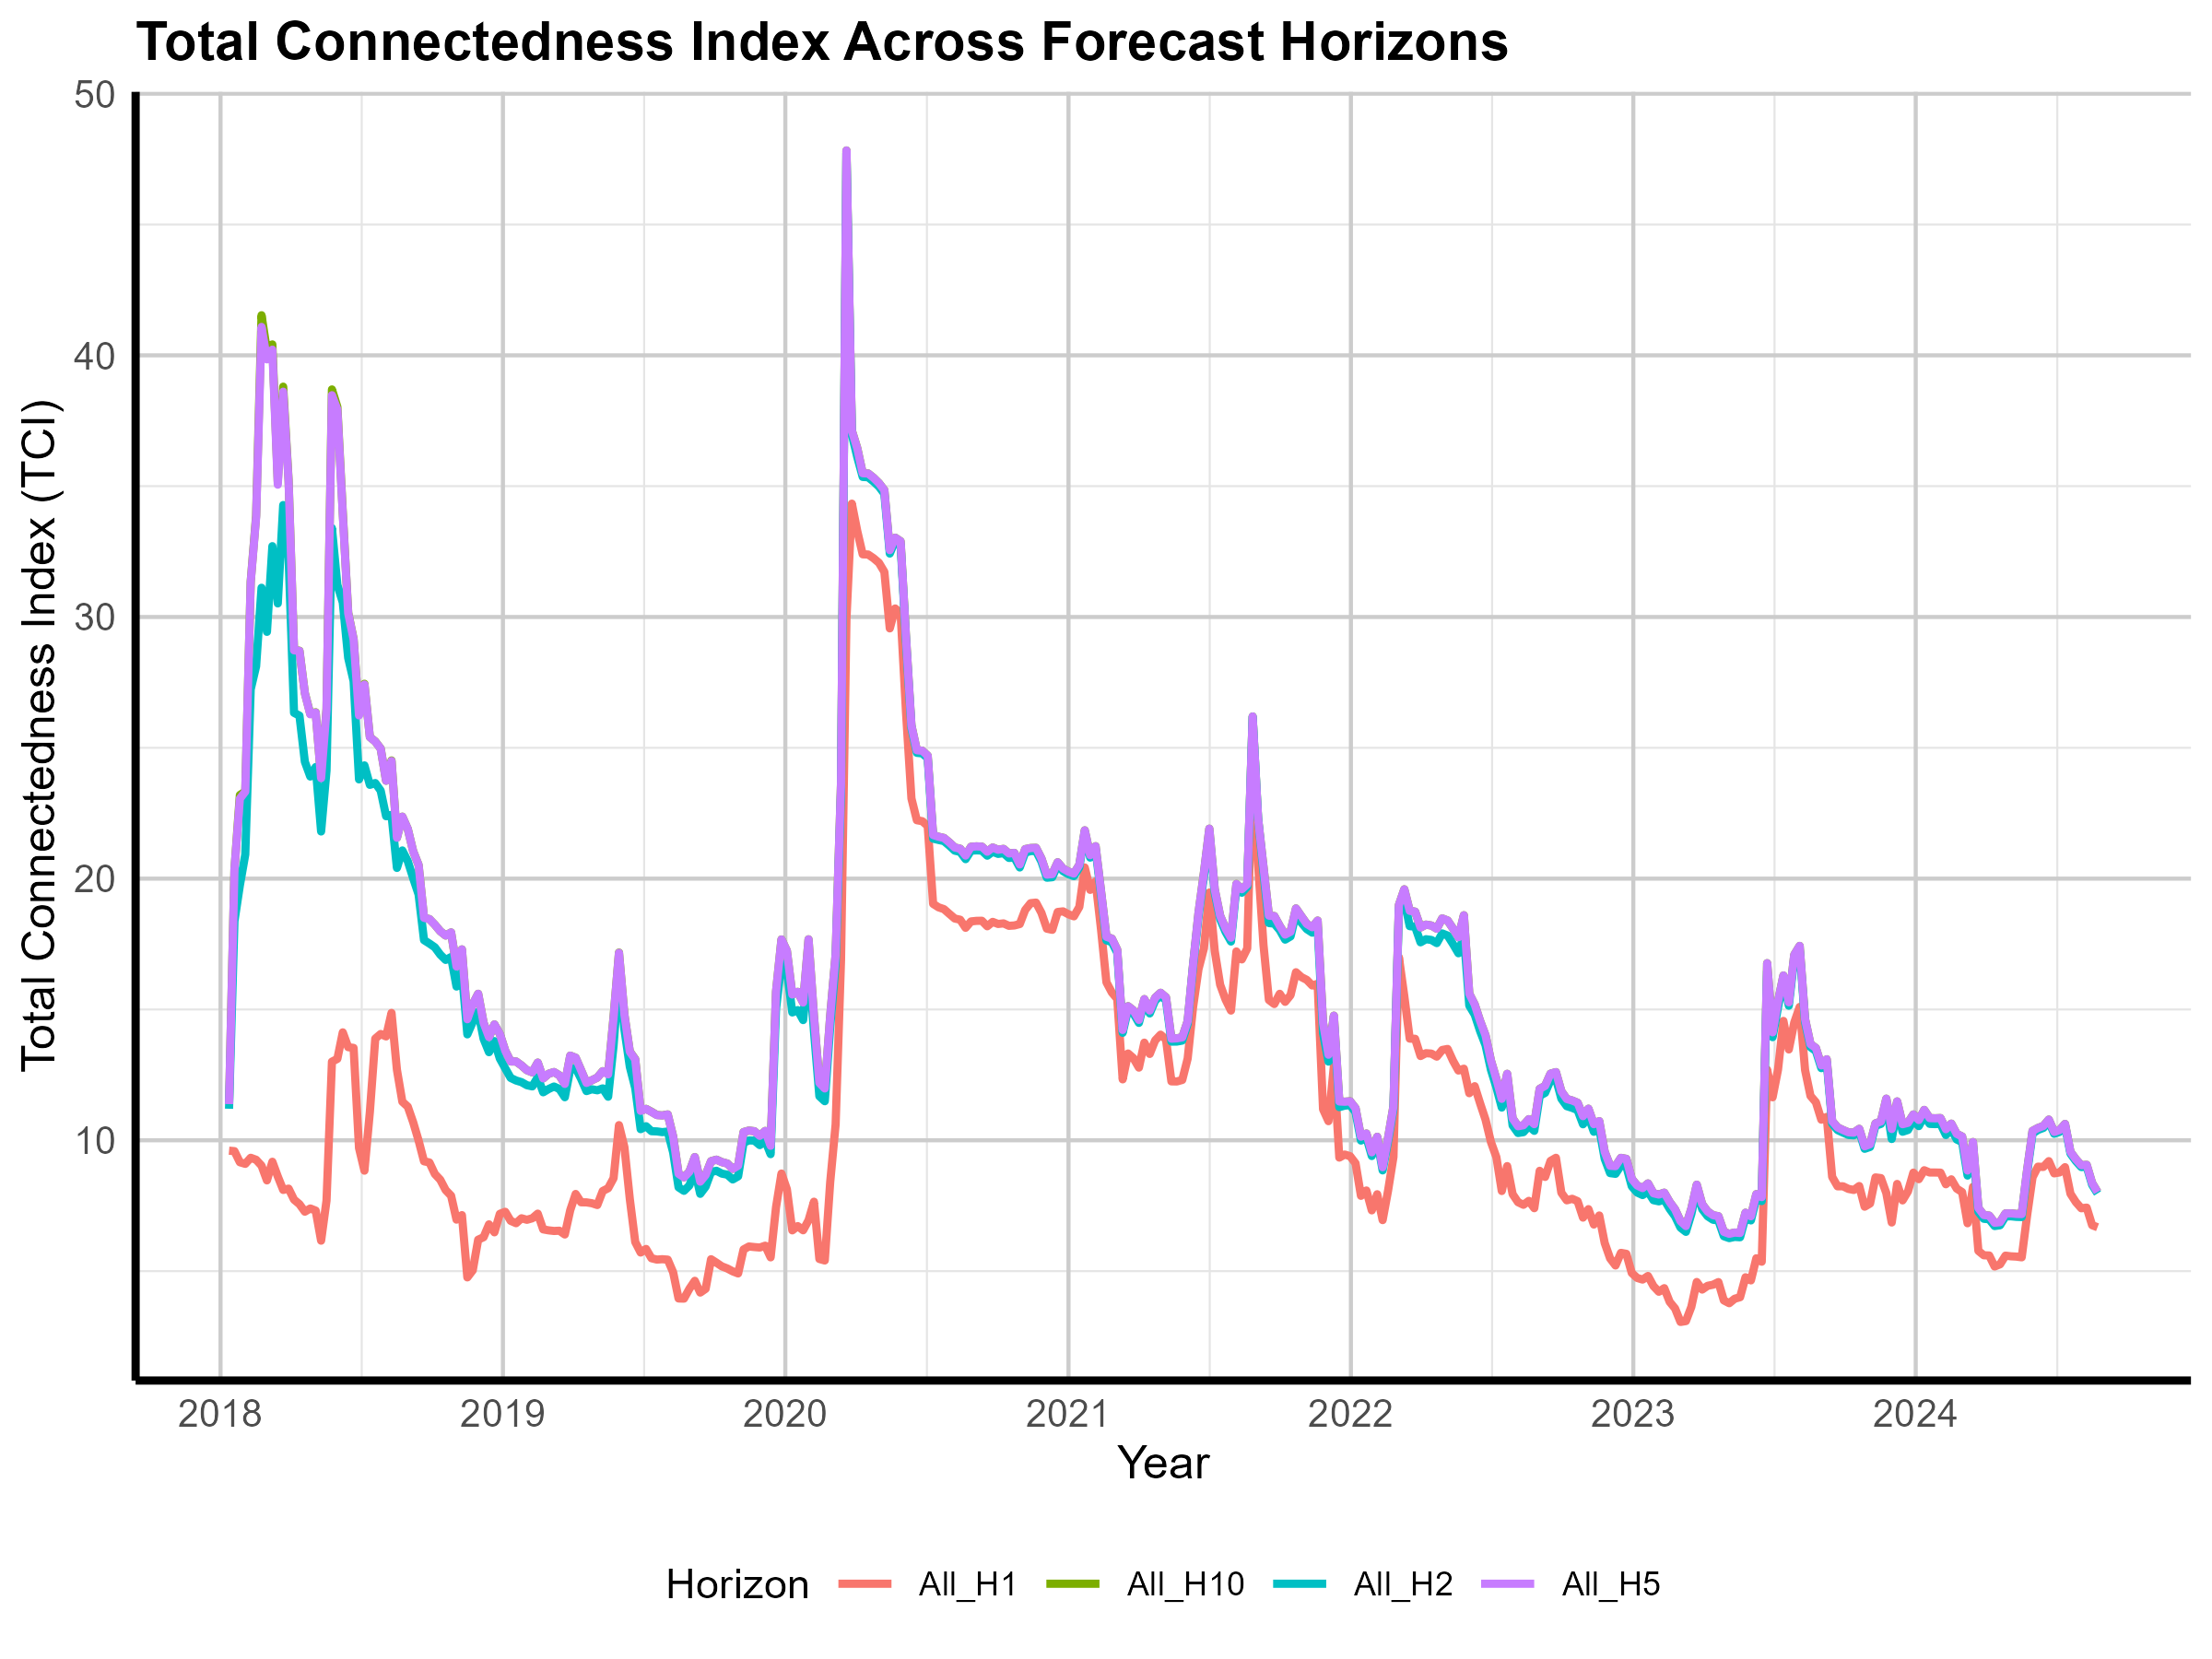 Total Connectedness Index Across Forecast Horizons
Total Connectedness Index (TCI)
50
40
30
20
10
2018 2019 2020 2021 2022 2023 2024
Year
Horizon All_H1 All_H10 All_H2 All_H5